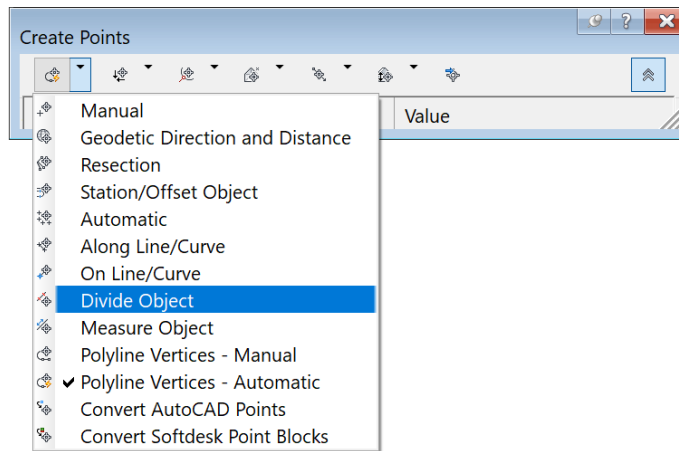 Create Points
?
Value
Manual
Geodetic Direction and Distance
Resection
Station/Offset Object
Automatic
Along Line/Curve
On Line/Curve
Divide Object
Measure Object
Polyline Vertices - Manual
Polyline Vertices - Automatic
Convert AutoCAD Points
Convert Softdesk Point Blocks